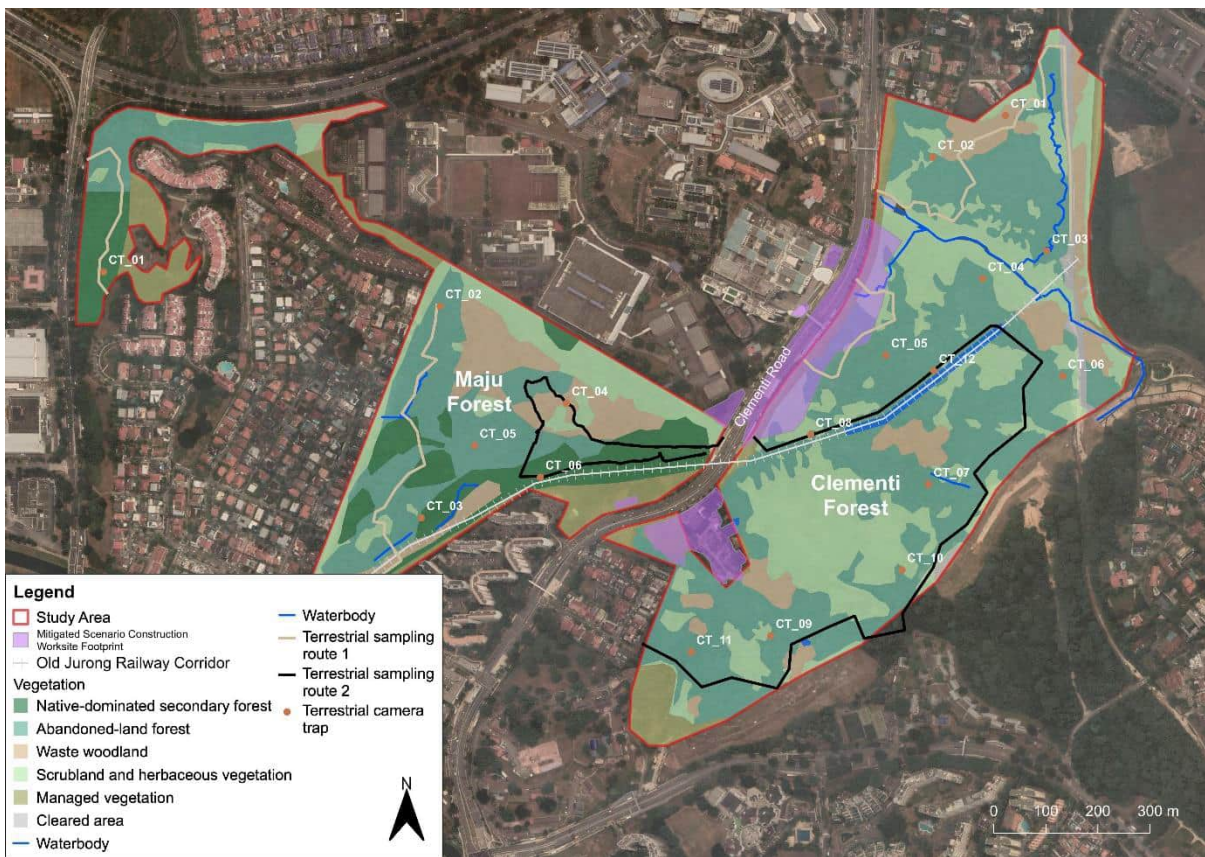 CT_01
CT_02
CT_03
CT_04
CT_01
CT_02
Clementi Road
CT_05
CT_06
CT_12
Maju
Forest
CT_04
CT_05
CT_06
CT_03
CT_08
CT_07
Clementi
Forest
CT_10
CT_09
CT_11
Legend
Study Area
Mitigated Scenario Construction
Worksite Footprint
Old Jurong Railway Corridor
Vegetation
Native-dominated secondary forest
Abandoned-land forest
Waste woodland
Scrubland and herbaceous vegetation
Managed vegetation
Cleared area
Waterbody
Waterbody
Terrestrial sampling
route 1
Terrestrial sampling
route 2
Terrestrial camera
trap
N
0 100 200 300 m